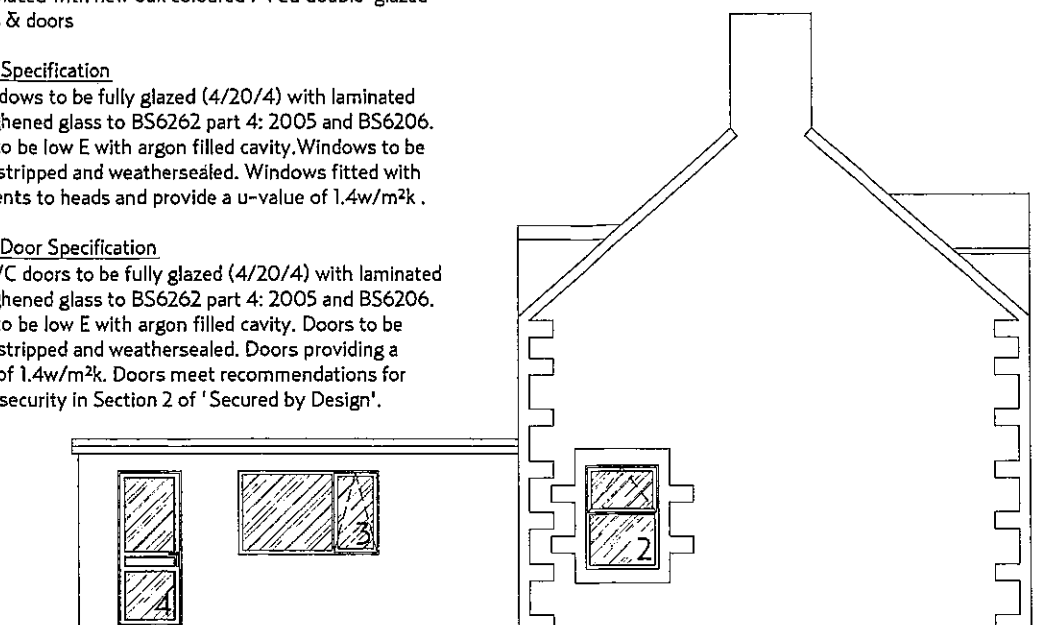 & doors
Specification
dows to be fully glazed (4/20/4) with laminated
hened glass to BS6262 part 4: 2005 and BS6206.
to be low E with argon filled cavity.Windows to be
stripped and weathersealed. Windows fitted with
ents to heads and provide a u-value of 1.4w/m²k .
Door Specification
/C doors to be fully glazed (4/20/4) with laminated
hened glass to BS6262 part 4: 2005 and BS6206.
to be low E with argon filled cavity. Doors to be
stripped and weathersealed. Doors providing a
of 1.4w/m²k. Doors meet recommendations for
security in Section 2 of 'Secured by Design'.
3
2
4